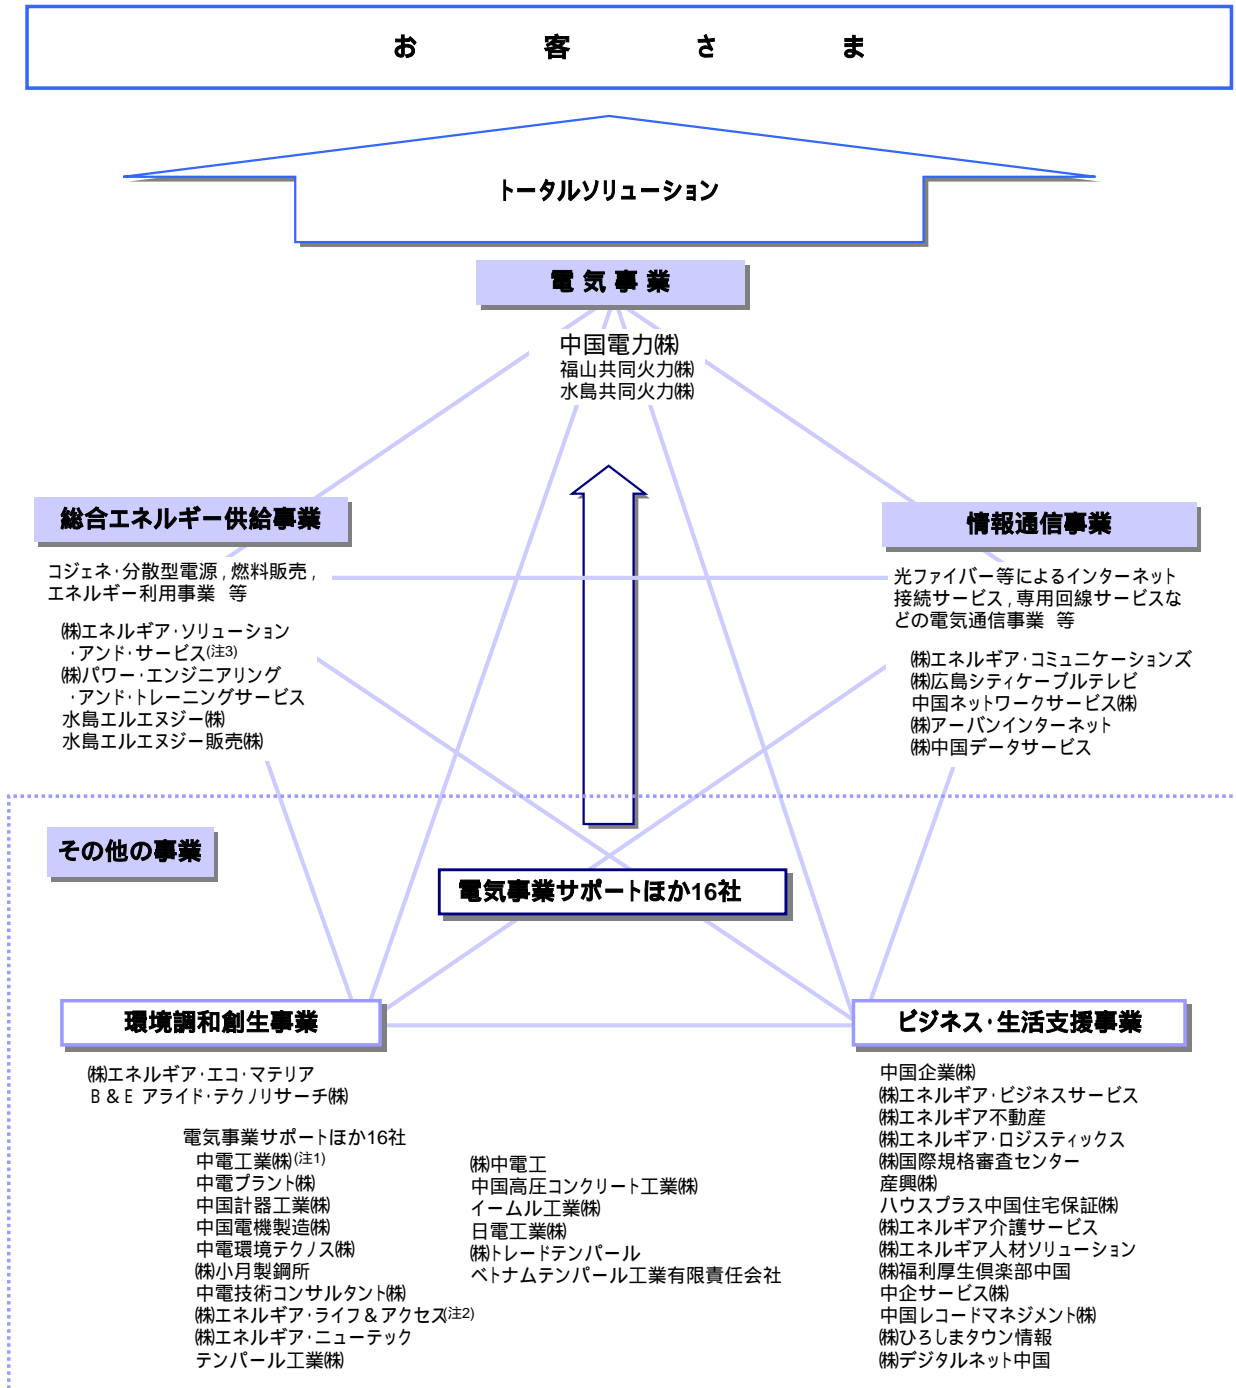 お客さま
トータルソリューション
電気事業
中国電力㈱
福山共同火力㈱
水島共同火力㈱
総合エネルギー供給事業
コジェネ・分散型電源，燃料販売，
エネルギー利用事業 等
㈱エネルギア・ソリューション
・アンド・サービス(注3)
㈱パワー・エンジニアリング
・アンド・トレーニングサービス
水島エルエヌジー㈱
水島エルエヌジー販売㈱
情報通信事業
光ファイバー等によるインターネット
接続サービス，専用回線サービスな
どの電気通信事業 等
㈱エネルギア・コミュニケーションズ
㈱広島シティケーブルテレビ
中国ネットワークサービス㈱
㈱アーバンインターネット
㈱中国データサービス
その他の事業
電気事業サポートほか16社
環境調和創生事業
㈱エネルギア・エコ・マテリア
Ｂ＆Ｅ アライド・テクノリサーチ㈱
電気事業サポートほか16社
中電工業㈱(注1)
中電プラント㈱
中国計器工業㈱
中国電機製造㈱
中電環境テクノス㈱
㈱小月製鋼所
中電技術コンサルタント㈱
㈱エネルギア・ライフ＆アクセス(注2)
㈱エネルギア・ニューテック
テンパール工業㈱
㈱中電工
中国高圧コンクリート工業㈱
イームル工業㈱
日電工業㈱
㈱トレードテンパール
ベトナムテンパール工業有限責任会社
ビジネス・生活支援事業
中国企業㈱
㈱エネルギア・ビジネスサービス
㈱エネルギア不動産
㈱エネルギア・ロジスティックス
㈱国際規格審査センター
産興㈱
ハウスプラス中国住宅保証㈱
㈱エネルギア介護サービス
㈱エネルギア人材ソリューション
㈱福利厚生倶楽部中国
中企サービス㈱
中国レコードマネジメント㈱
㈱ひろしまタウン情報
㈱デジタルネット中国